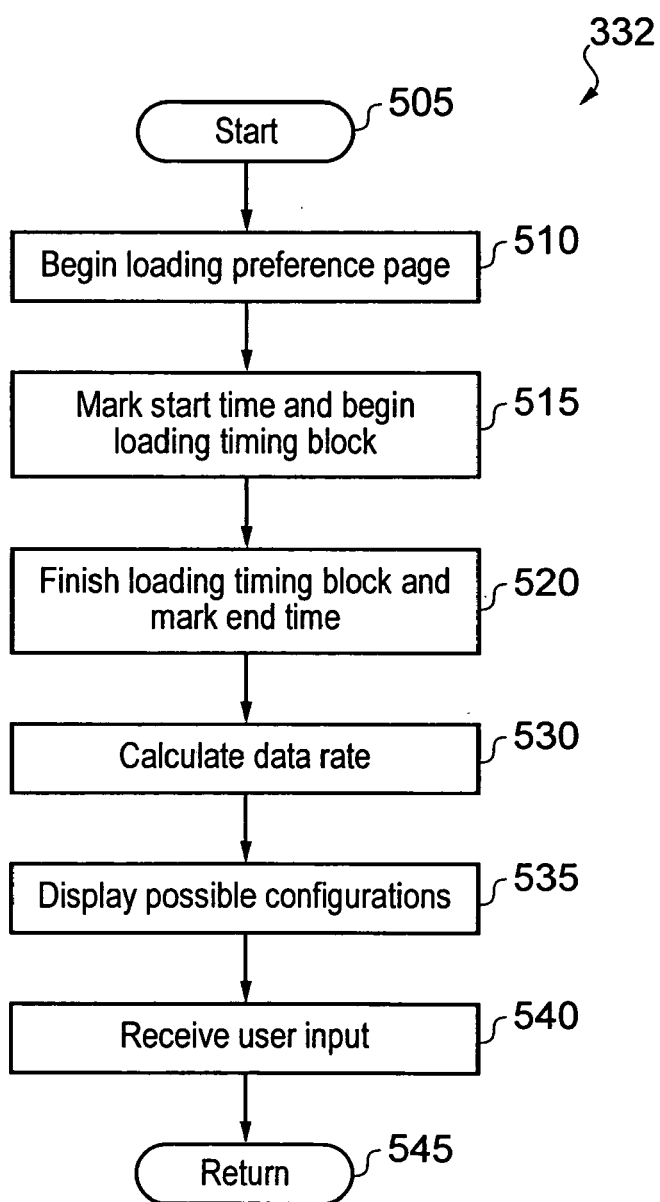 332
Start
505
Begin loading preference page
510
Mark start time and begin
loading timing block
515
Finish loading timing block and
mark end time
520
Calculate data rate
530
Display possible configurations
535
Receive user input
540
Return
545